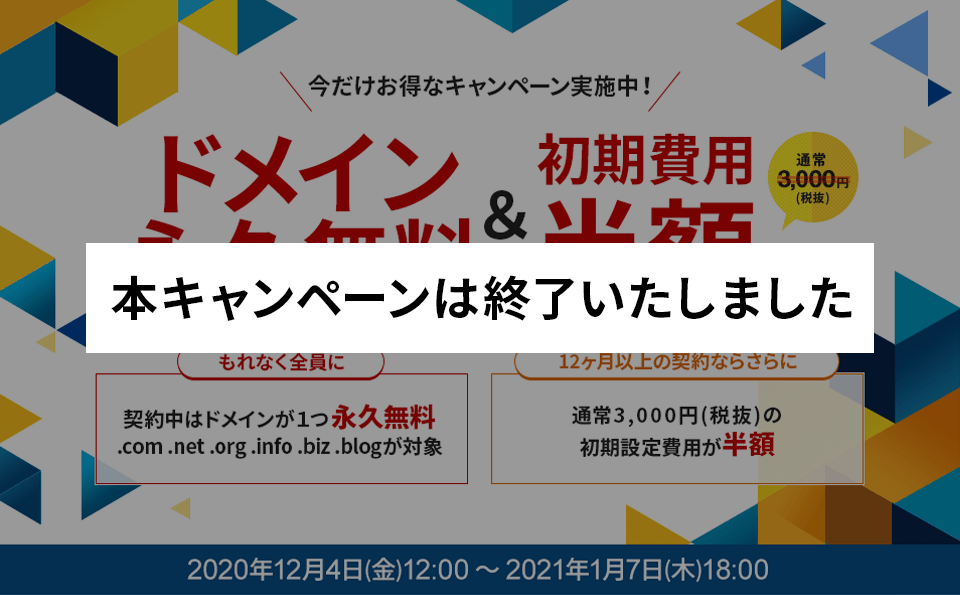 今だけお得なキャンペーン実施中！
ドメイン
永久無料
&
初期費用
半額
通常
3,000円
(税抜)
本キャンペーンは終了いたしました
もれなく全員に
契約中はドメインが1つ永久無料
.com .net .org .info .biz .blogが対象
12ヶ月以上の契約ならさらに
通常3,000円(税抜)の
初期設定費用が半額
2020年12月4日(金)12:00 ～ 2021年1月7日(木)18:00